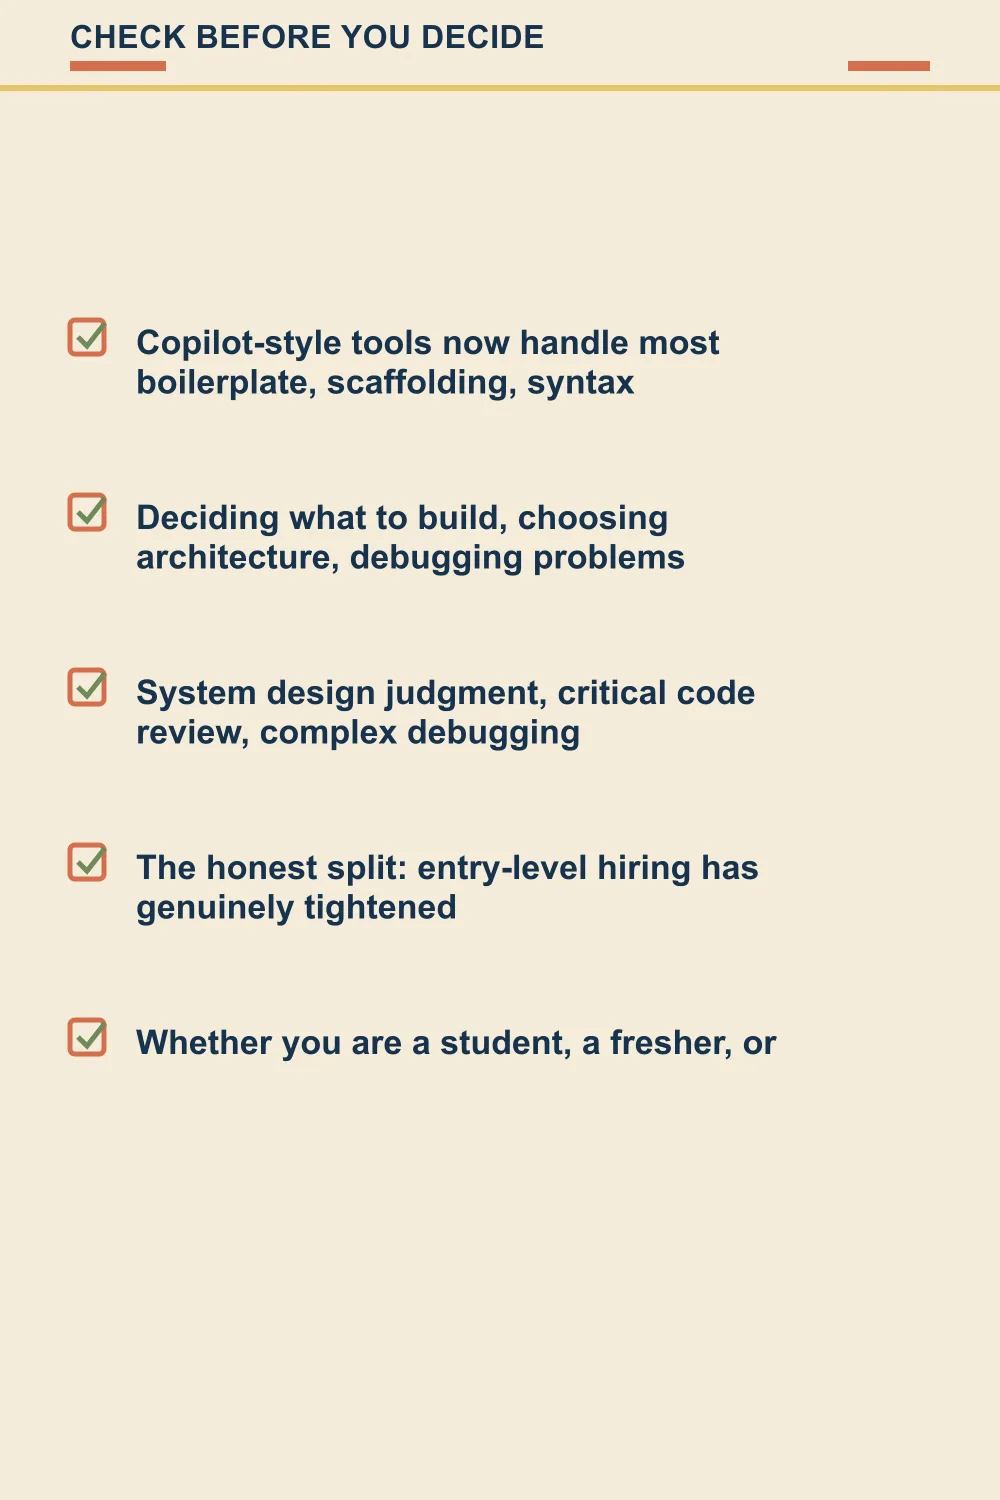 CHECK BEFORE YOU DECIDE
Copilot-style tools now handle most
boilerplate, scaffolding, syntax
Deciding what to build, choosing
architecture, debugging problems
System design judgment, critical code
review, complex debugging
The honest split: entry-level hiring has
genuinely tightened
Whether you are a student, a fresher, or